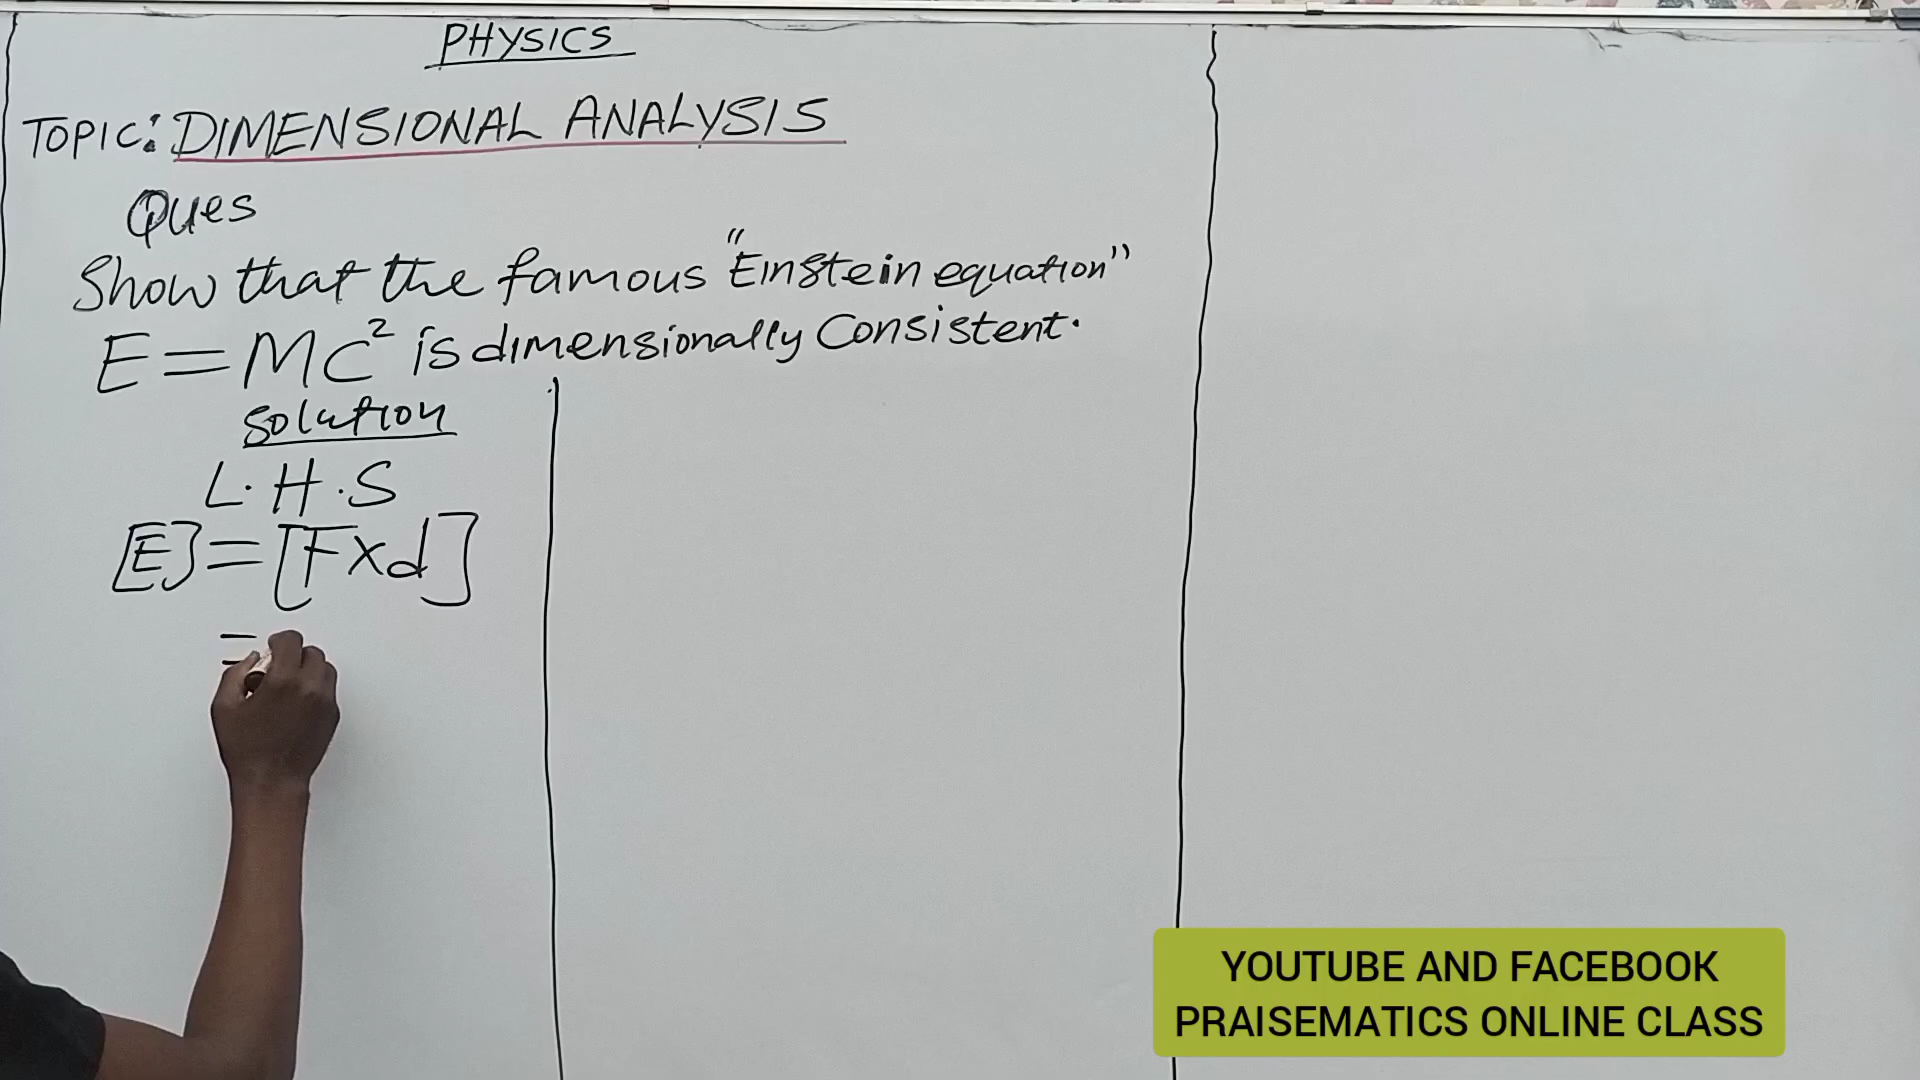 PHYSICS
TOPIC: DIMENSIONAL ANALYSIS
Ques
Show that the famous "Einstein equation"
E = MC² is dimensionally Consistent.
Solution
L.H.S
[E] = [F×d]
=
YOUTUBE AND FACEBOOK
PRAISEMATICS ONLINE CLASS